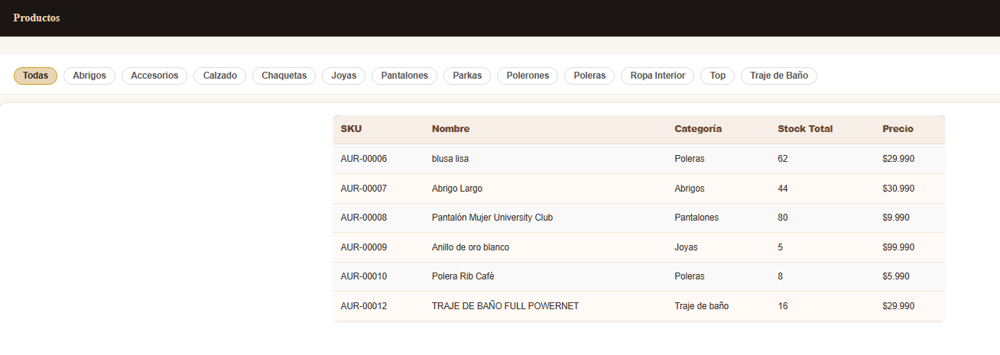 Productos
Todas Abrigos Accesorios Calzado Chaquetas Joyas Pantalones Parkas Polerones Poleras Ropa Interior Top Traje de Baño
SKU Nombre Categoría Stock Total Precio
AUR-00006 blusa lisa Poleras 62 $29.990
AUR-00007 Abrigo Largo Abrigos 44 $30.990
AUR-00008 Pantalón Mujer University Club Pantalones 80 $9.990
AUR-00009 Anillo de oro blanco Joyas 5 $99.990
AUR-00010 Polera Rib Café Poleras 8 $5.990
AUR-00012 TRAJE DE BAÑO FULL POWERNET Traje de baño 16 $29.990